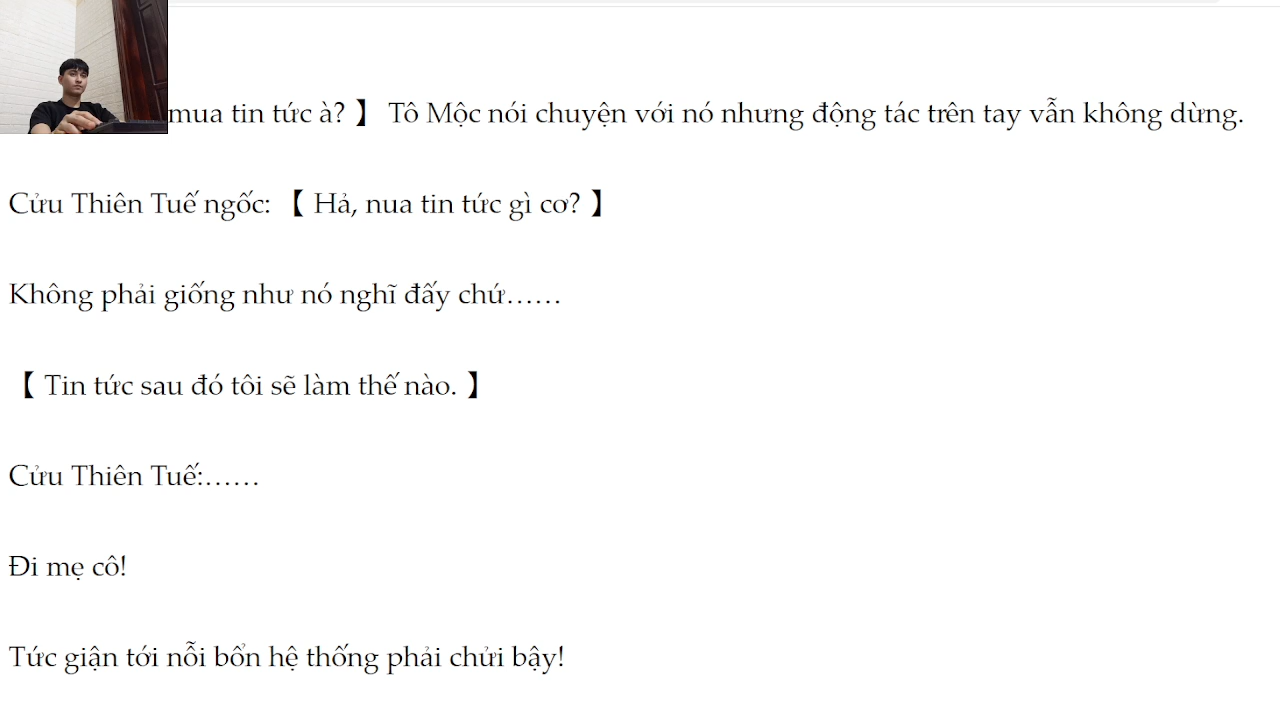 mua tin tức à? 】 Tô Mộc nói chuyện với nó nhưng động tác trên tay vẫn không dừng.
Cửu Thiên Tuế ngốc: 【 Hả, nua tin tức gì cơ? 】
Không phải giống như nó nghĩ đấy chứ……
【 Tin tức sau đó tôi sẽ làm thế nào. 】
Cửu Thiên Tuế:……
Đi mẹ cô!
Tức giận tới nỗi bổn hệ thống phải chửi bậy!